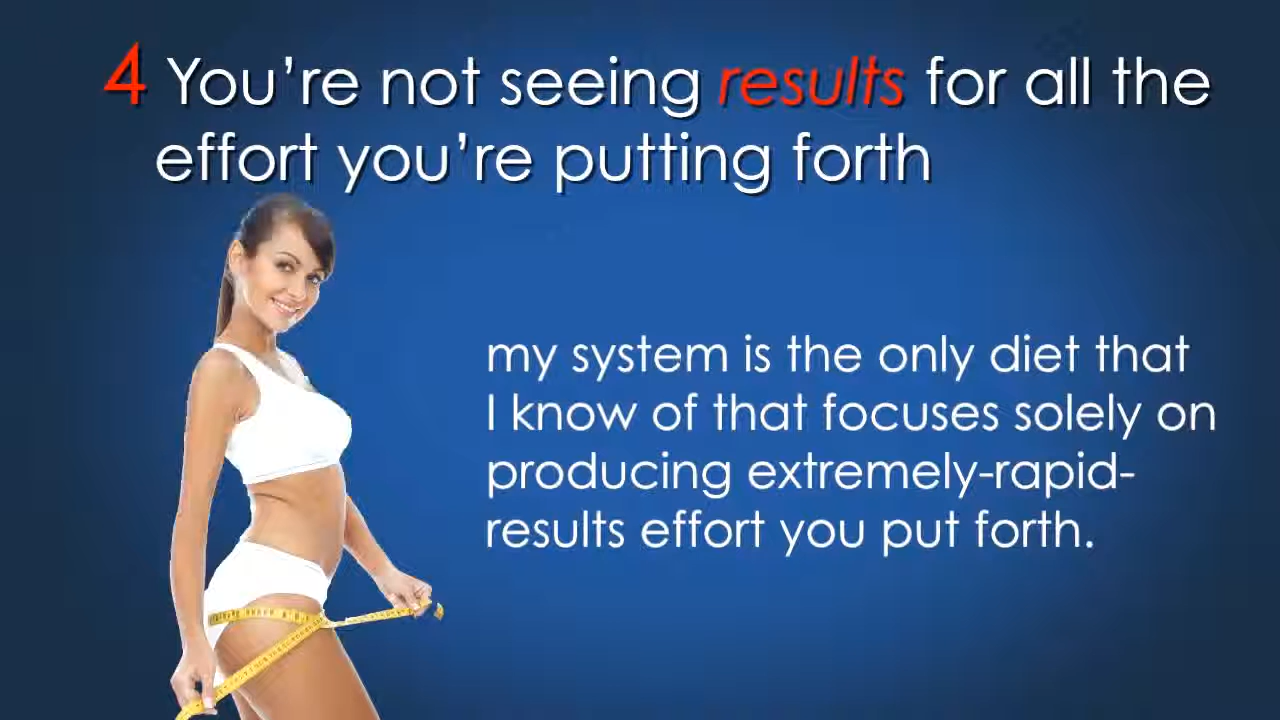 4 You’re not seeing results for all the
effort you’re putting forth
my system is the only diet that
I know of that focuses solely on
producing extremely-rapid-
results effort you put forth.